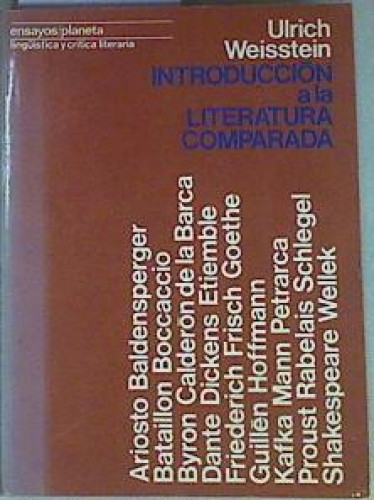 ensayos/planeta
lingüística y crítica literaria
Ulrich
Weisstein
INTRODUCCIÓN
a la
LITERATURA
COMPARADA
Ariosto Baldensperger
Bataillon Boccaccio
Byron Calderón de la Barca
Dante Dickens Etiemble
Friederich Frisch Goethe
Guillén Hoffmann
Kafka Mann Petrarca
Proust Rabelais Schlegel
Shakespeare Wellek